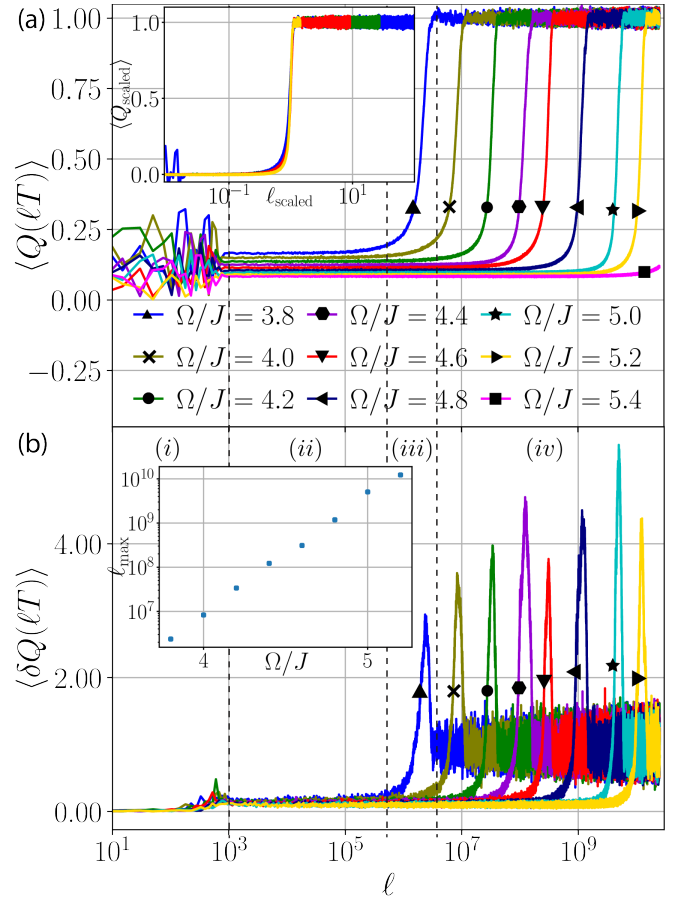 (a)
1.00
0.75
0.50
0.25
0.00
−0.25
⟨Q(ℓT)⟩
1.0
0.5
0.0
⟨Q_scaled⟩
10^{-1} 10^{1}
ℓ_scaled
Ω/J = 3.8 Ω/J = 4.4 Ω/J = 5.0
Ω/J = 4.0 Ω/J = 4.6 Ω/J = 5.2
Ω/J = 4.2 Ω/J = 4.8 Ω/J = 5.4
(b)
(i) (ii) (iii) (iv)
4.00
2.00
0.00
⟨δQ(ℓT)⟩
10^{10}
10^{9}
10^{8}
10^{7}
ℓ_max
4 5
Ω/J
10^{1} 10^{3} 10^{5} 10^{7} 10^{9}
ℓ